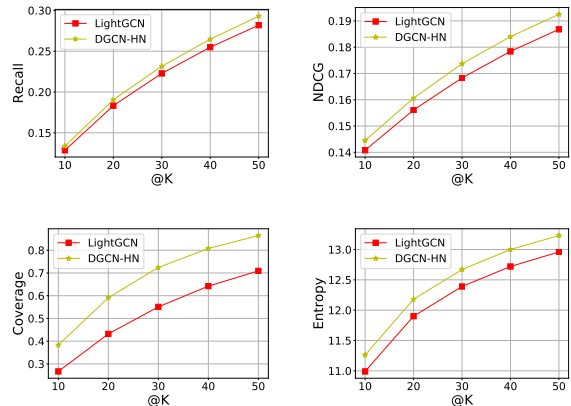 Recall
0.30
0.25
0.20
0.15
LightGCN
DGCN-HN
10 20 30 40 50
@K
NDCG
0.19
0.18
0.17
0.16
0.15
0.14
LightGCN
DGCN-HN
10 20 30 40 50
@K
Coverage
0.8
0.7
0.6
0.5
0.4
0.3
LightGCN
DGCN-HN
10 20 30 40 50
@K
Entropy
13.0
12.5
12.0
11.5
11.0
LightGCN
DGCN-HN
10 20 30 40 50
@K